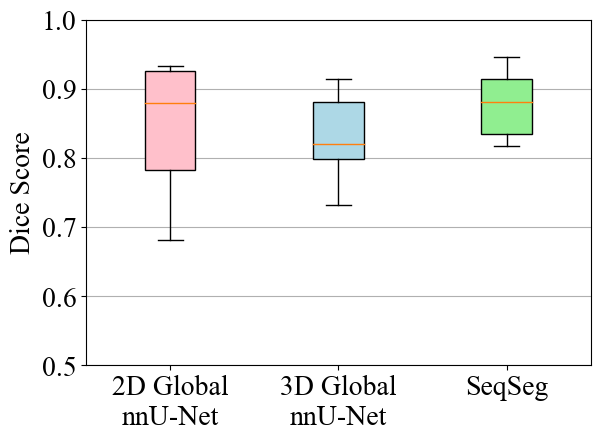 1.0
0.9
0.8
0.7
0.6
0.5
Dice Score
2D Global
nnU-Net
3D Global
nnU-Net
SeqSeg